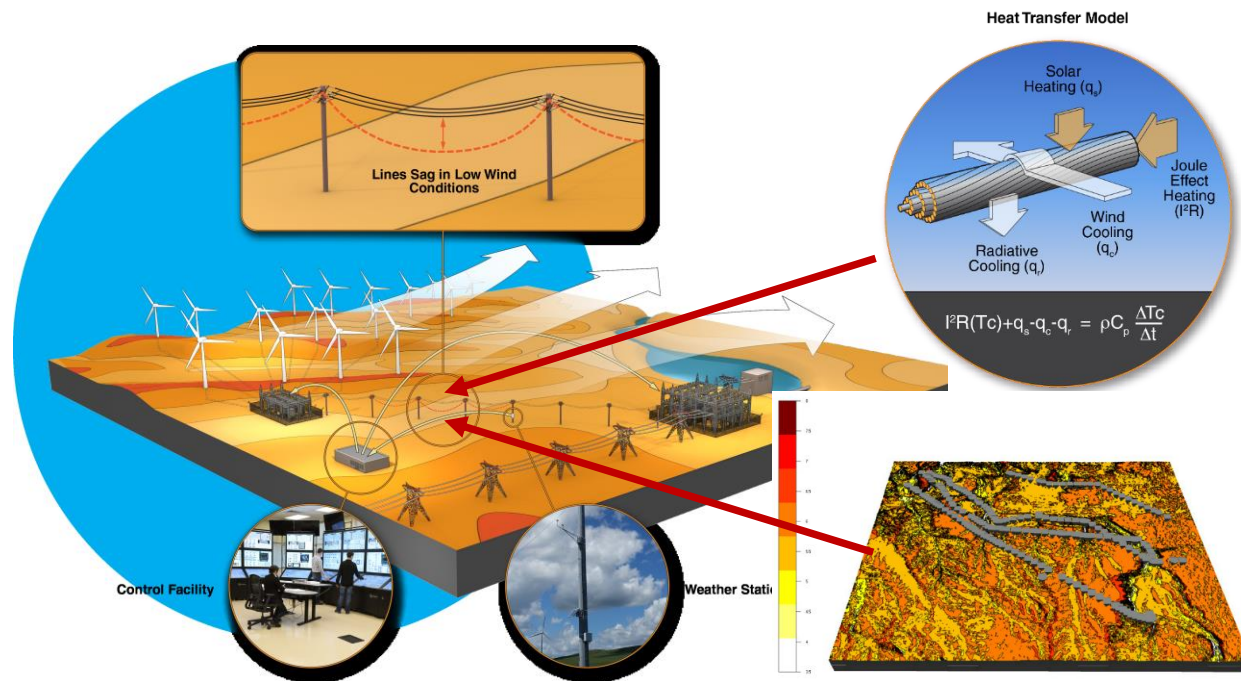 Heat Transfer Model
Solar
Heating (qs)
Joule
Effect
Heating
(I²R)
Wind
Cooling
(qc)
Radiative
Cooling (qr)
I²R(Tc)+qs-qc-qr = ρCp ΔTc
Δt
Lines Sag in Low Wind
Conditions
Control Facility
Weather Stati